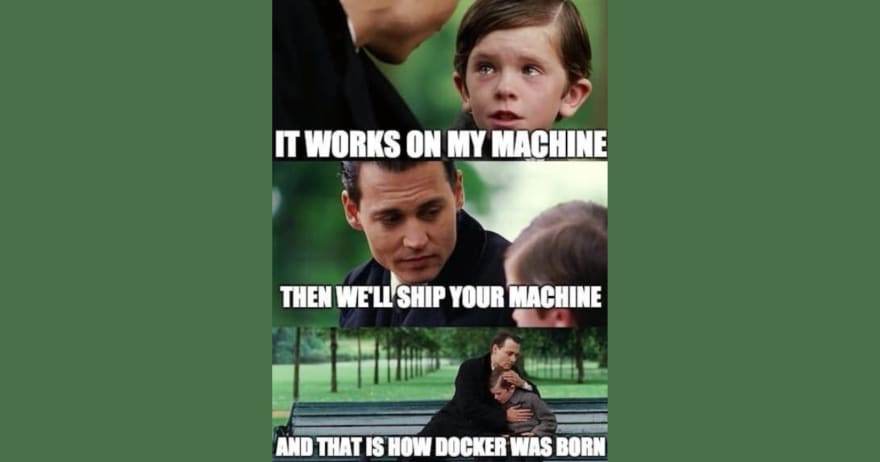 IT WORKS ON MY MACHINE
THEN WE'LL SHIP YOUR MACHINE
AND THAT IS HOW DOCKER WAS BORN